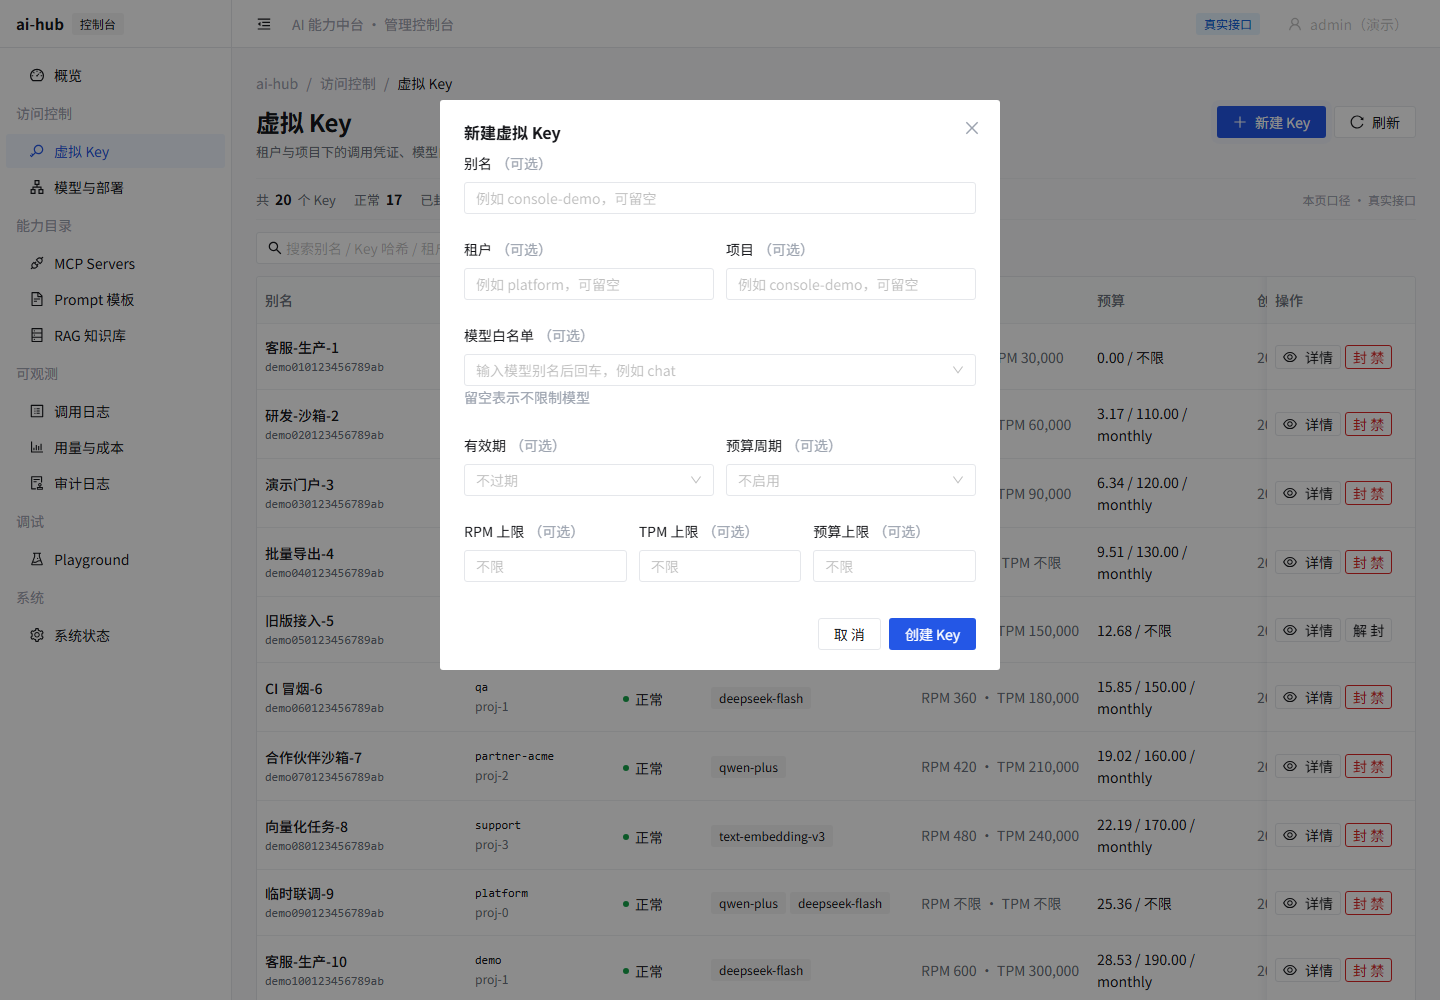 ai-hub 控制台
AI 能力中台 · 管理控制台
真实接口
admin（演示）
概览
访问控制
虚拟 Key
模型与部署
能力目录
MCP Servers
Prompt 模板
RAG 知识库
可观测
调用日志
用量与成本
审计日志
调试
Playground
系统
系统状态
ai-hub / 访问控制 / 虚拟 Key
虚拟 Key
租户与项目下的调用凭证、模型
新建 Key
刷新
共 20 个 Key 正常 17 已封
本页口径 · 真实接口
搜索别名 / Key 哈希 / 租户
新建虚拟 Key
别名 （可选）
例如 console-demo，可留空
租户 （可选） 项目 （可选）
例如 platform，可留空 例如 console-demo，可留空
模型白名单 （可选）
输入模型别名后回车，例如 chat
留空表示不限制模型
有效期 （可选） 预算周期 （可选）
不过期 不启用
RPM 上限 （可选） TPM 上限 （可选） 预算上限 （可选）
不限 不限 不限
取 消 创建 Key
别名 预算 创 操作
客服-生产-1
demo010123456789ab
PM 30,000 0.00 / 不限 20 详情 封 禁
研发-沙箱-2
demo020123456789ab
TPM 60,000 3.17 / 110.00 /
monthly
20 详情 封 禁
演示门户-3
demo030123456789ab
TPM 90,000 6.34 / 120.00 /
monthly
20 详情 封 禁
批量导出-4
demo040123456789ab
TPM 不限 9.51 / 130.00 /
monthly
20 详情 封 禁
旧版接入-5
demo050123456789ab
TPM 150,000 12.68 / 不限 20 详情 解 封
CI 冒烟-6
demo060123456789ab
qa
proj-1
正常 deepseek-flash RPM 360 · TPM 180,000 15.85 / 150.00 /
monthly
20 详情 封 禁
合作伙伴沙箱-7
demo070123456789ab
partner-acme
proj-2
正常 qwen-plus RPM 420 · TPM 210,000 19.02 / 160.00 /
monthly
20 详情 封 禁
向量化任务-8
demo080123456789ab
support
proj-3
正常 text-embedding-v3 RPM 480 · TPM 240,000 22.19 / 170.00 /
monthly
20 详情 封 禁
临时联调-9
demo090123456789ab
platform
proj-0
正常 qwen-plus deepseek-flash RPM 不限 · TPM 不限 25.36 / 不限 20 详情 封 禁
客服-生产-10
demo100123456789ab
demo
proj-1
正常 deepseek-flash RPM 600 · TPM 300,000 28.53 / 190.00 /
monthly
20 详情 封 禁